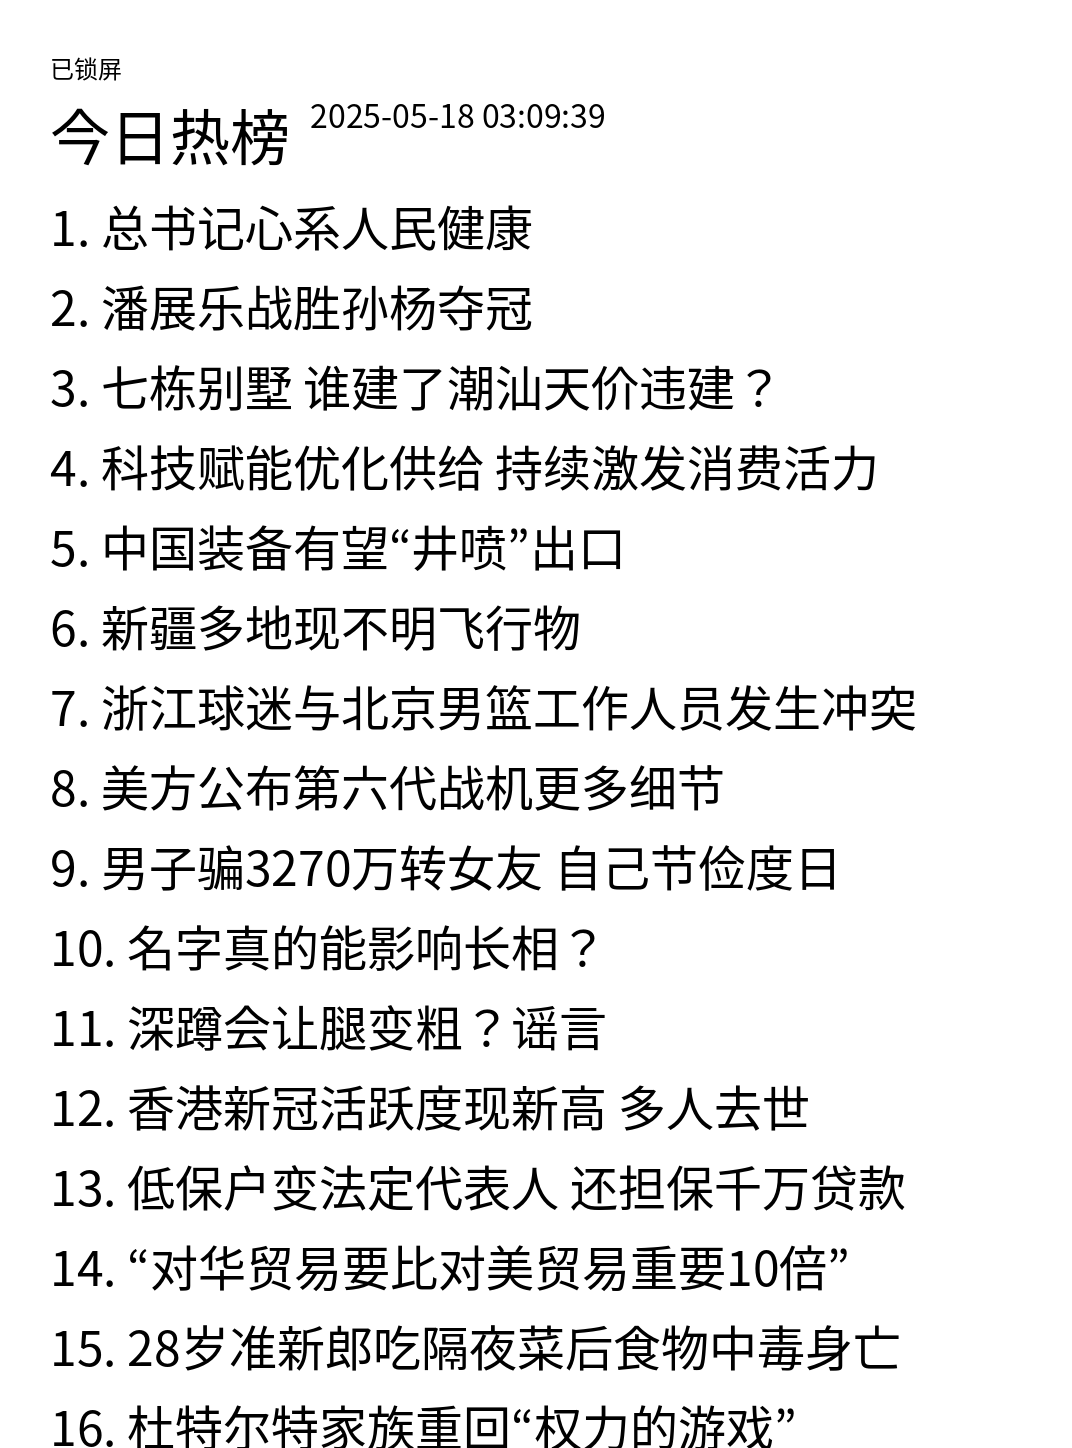 已锁屏
今日热榜 2025-05-18 03:09:39
1. 总书记心系人民健康
2. 潘展乐战胜孙杨夺冠
3. 七栋别墅 谁建了潮汕天价违建？
4. 科技赋能优化供给 持续激发消费活力
5. 中国装备有望“井喷”出口
6. 新疆多地现不明飞行物
7. 浙江球迷与北京男篮工作人员发生冲突
8. 美方公布第六代战机更多细节
9. 男子骗3270万转女友 自己节俭度日
10. 名字真的能影响长相？
11. 深蹲会让腿变粗？谣言
12. 香港新冠活跃度现新高 多人去世
13. 低保户变法定代表人 还担保千万贷款
14. “对华贸易要比对美贸易重要10倍”
15. 28岁准新郎吃隔夜菜后食物中毒身亡
16. 杜特尔特家族重回“权力的游戏”